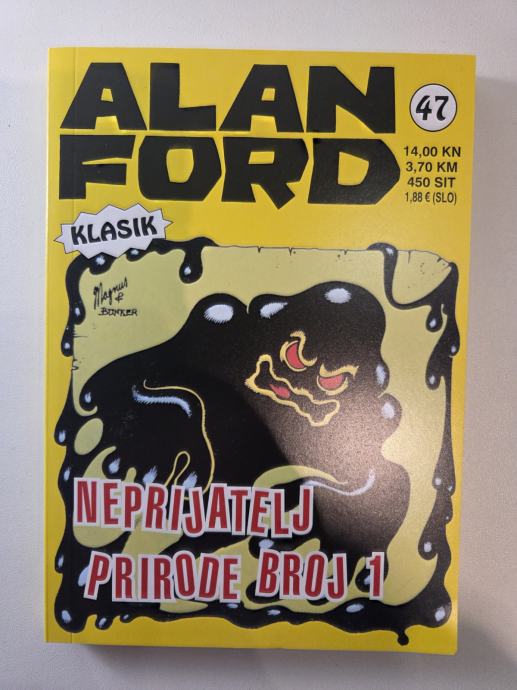 ALAN
FORD
47
14,00 KN
3,70 KM
450 SIT
1,88 € (SLO)
KLASIK
Magnus
&
BUNKER
NEPRIJATELJ
PRIRODE BROJ 1